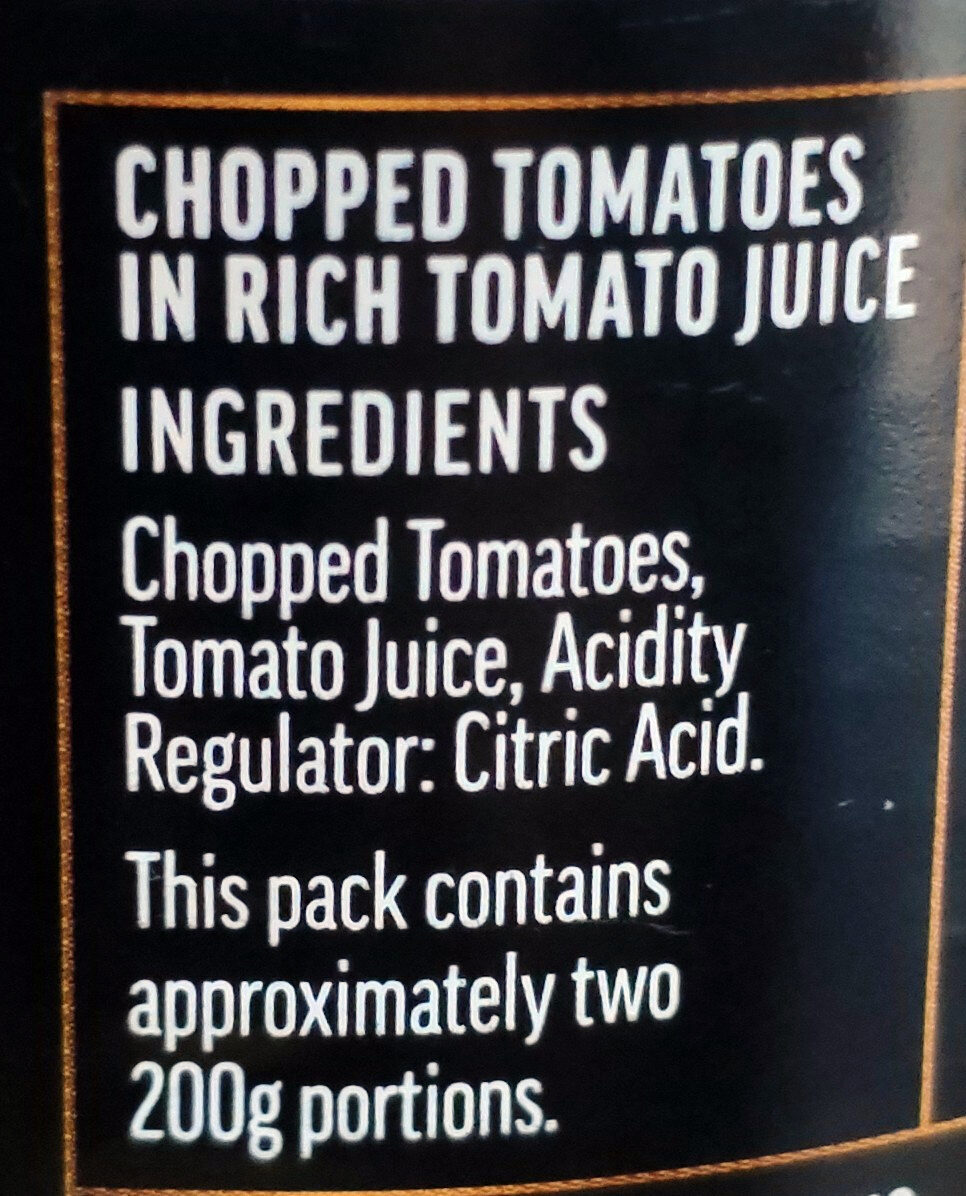 CHOPPED TOMATOES
IN RICH TOMATO JUICE
INGREDIENTS
Chopped Tomatoes,
Tomato Juice, Acidity
Regulator: Citric Acid.
This pack contains
approximately two
200g portions.